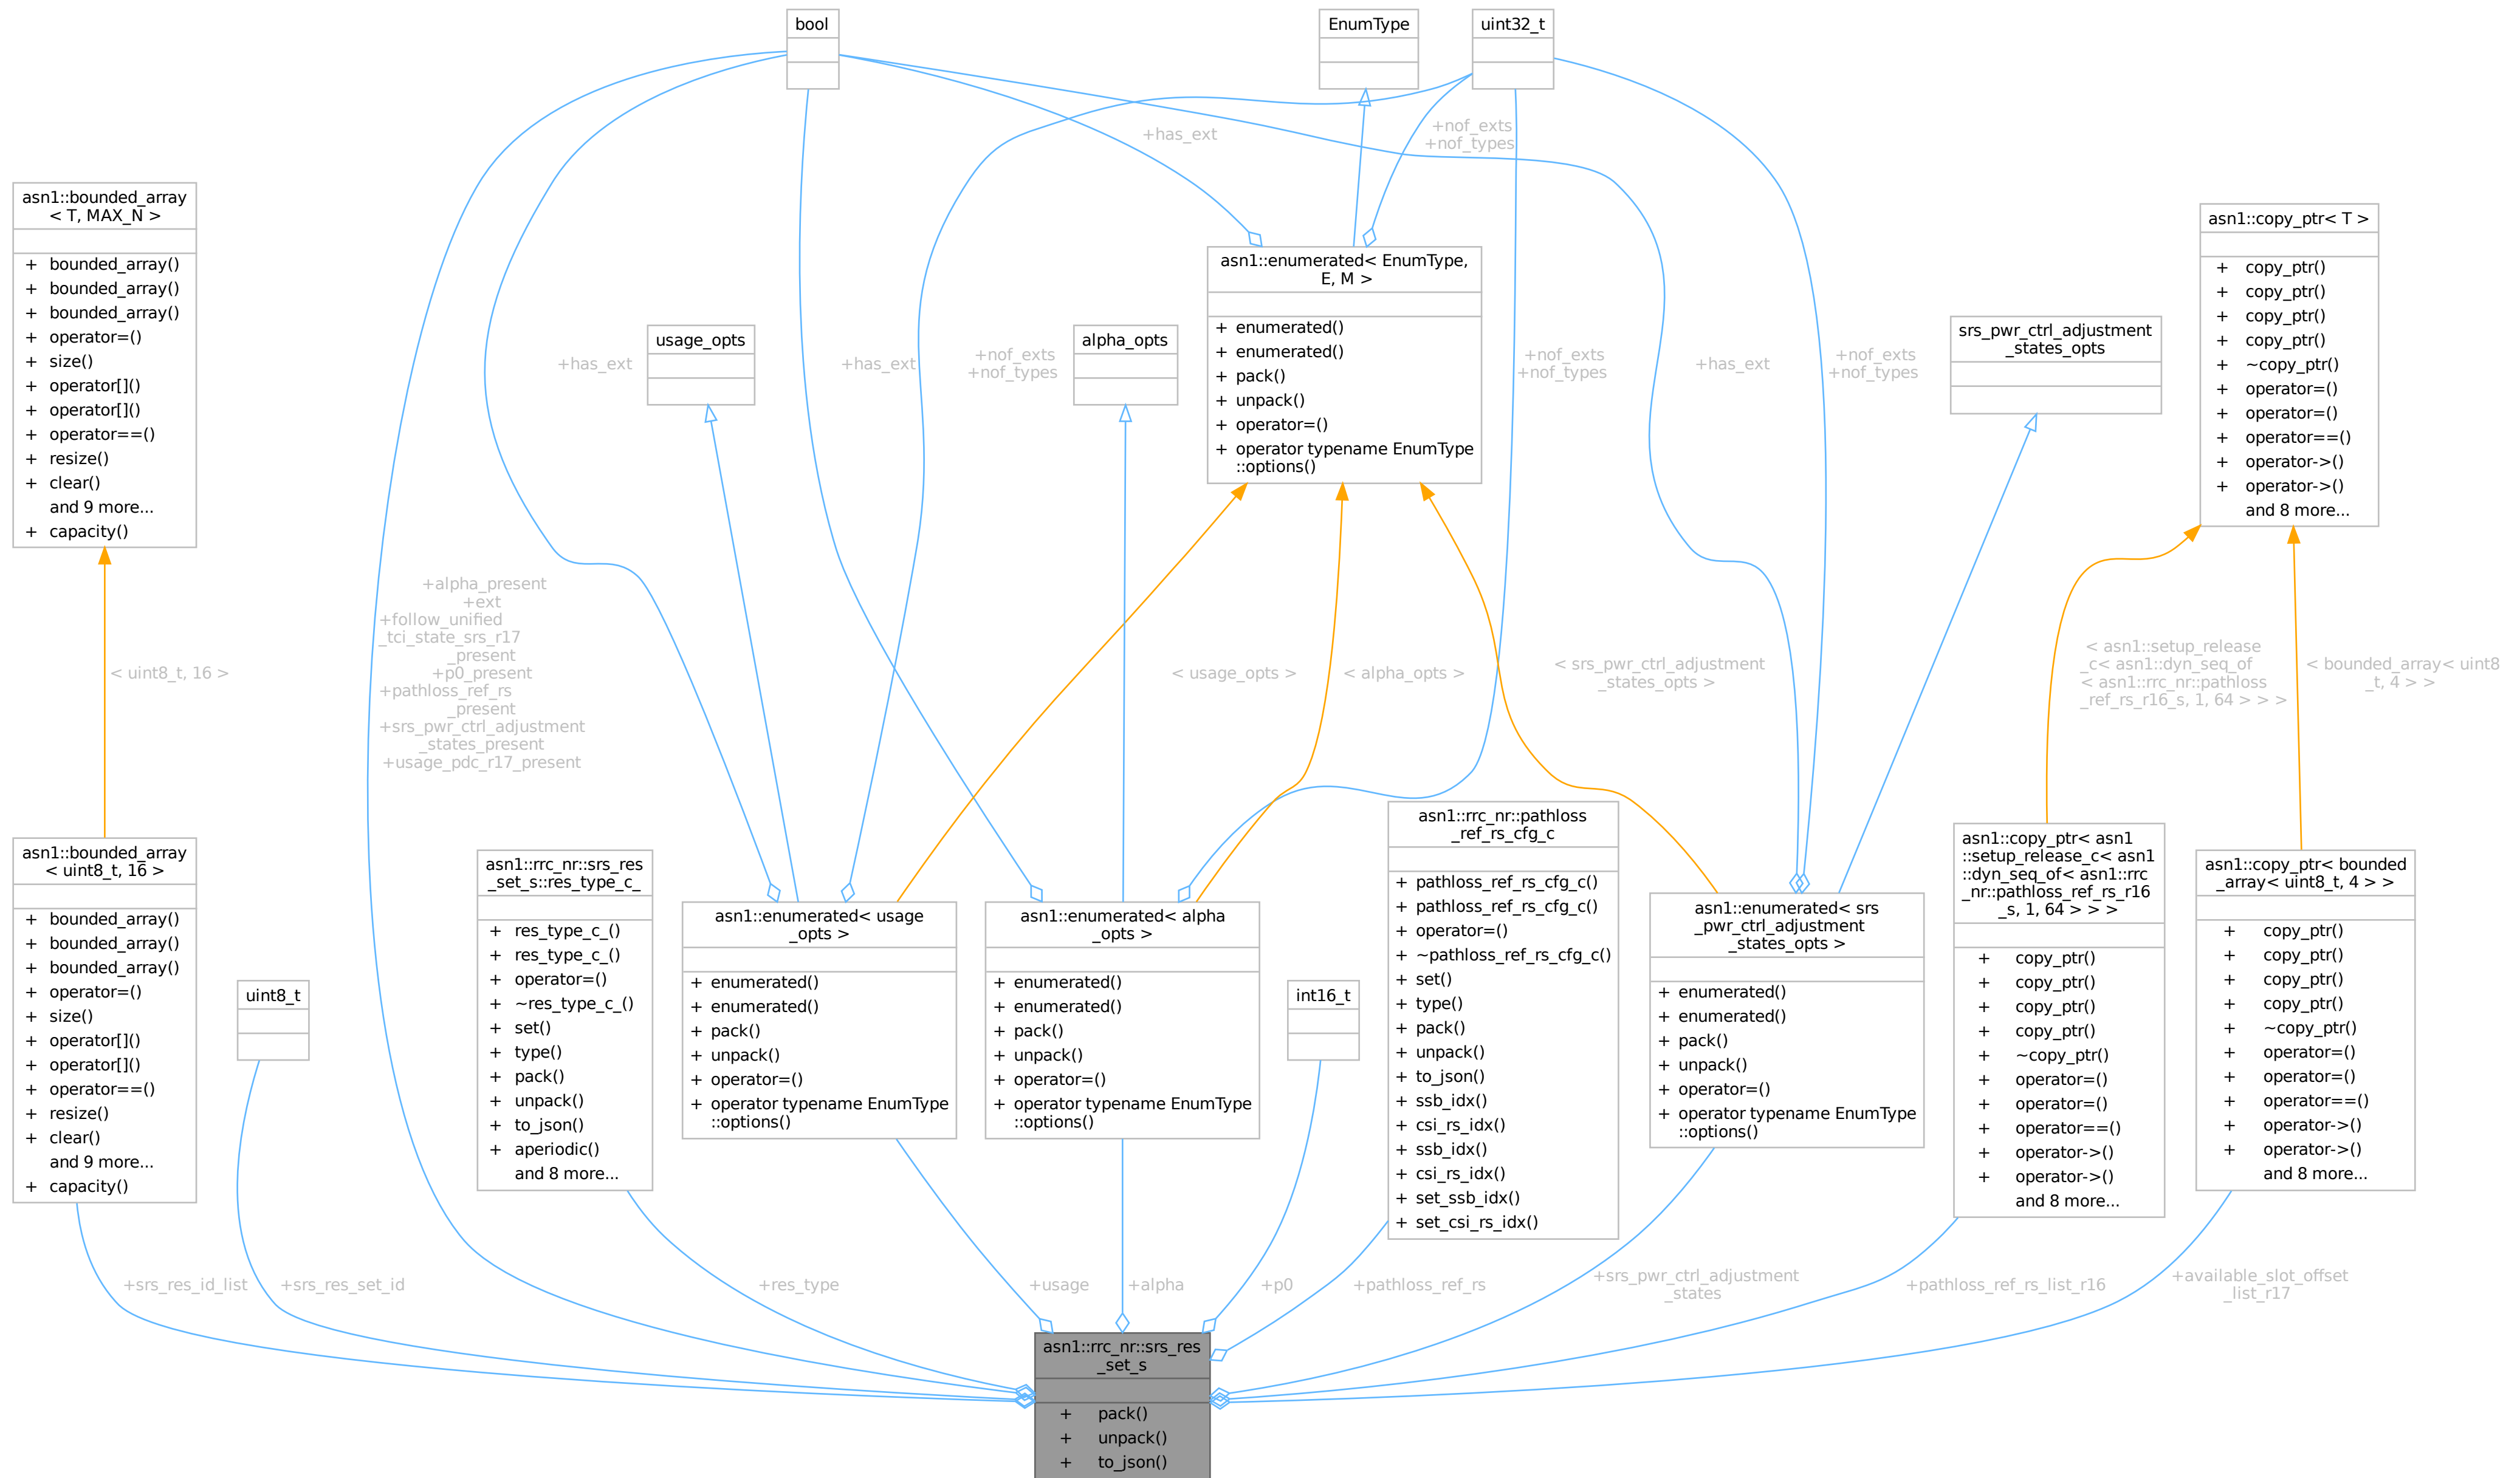 bool
EnumType
uint32_t
+has_ext
+nof_exts
+nof_types
asn1::bounded_array
< T, MAX_N >
+ bounded_array()
+ bounded_array()
+ bounded_array()
+ operator=()
+ size()
+ operator[]()
+ operator[]()
+ operator==()
+ resize()
+ clear()
and 9 more...
+ capacity()
asn1::enumerated< EnumType,
E, M >
+ enumerated()
+ enumerated()
+ pack()
+ unpack()
+ operator=()
+ operator typename EnumType
::options()
asn1::copy_ptr< T >
+ copy_ptr()
+ copy_ptr()
+ copy_ptr()
+ copy_ptr()
+ ~copy_ptr()
+ operator=()
+ operator=()
+ operator==()
+ operator->()
+ operator->()
and 8 more...
+has_ext
usage_opts
+has_ext
+nof_exts
+nof_types
alpha_opts
+nof_exts
+nof_types
+has_ext
+nof_exts
+nof_types
srs_pwr_ctrl_adjustment
_states_opts
< uint8_t, 16 >
+alpha_present
+ext
+follow_unified
_tci_state_srs_r17
_present
+p0_present
+pathloss_ref_rs
_present
+srs_pwr_ctrl_adjustment
_states_present
+usage_pdc_r17_present
< usage_opts >
< alpha_opts >
< srs_pwr_ctrl_adjustment
_states_opts >
< asn1::setup_release
_c< asn1::dyn_seq_of
< asn1::rrc_nr::pathloss
_ref_rs_r16_s, 1, 64 > > >
< bounded_array< uint8
_t, 4 > >
asn1::bounded_array
< uint8_t, 16 >
+ bounded_array()
+ bounded_array()
+ bounded_array()
+ operator=()
+ size()
+ operator[]()
+ operator[]()
+ operator==()
+ resize()
+ clear()
and 9 more...
+ capacity()
uint8_t
asn1::rrc_nr::srs_res
_set_s::res_type_c_
+ res_type_c_()
+ res_type_c_()
+ operator=()
+ ~res_type_c_()
+ set()
+ type()
+ pack()
+ unpack()
+ to_json()
+ aperiodic()
and 8 more...
asn1::enumerated< usage
_opts >
+ enumerated()
+ enumerated()
+ pack()
+ unpack()
+ operator=()
+ operator typename EnumType
::options()
asn1::enumerated< alpha
_opts >
+ enumerated()
+ enumerated()
+ pack()
+ unpack()
+ operator=()
+ operator typename EnumType
::options()
int16_t
asn1::rrc_nr::pathloss
_ref_rs_cfg_c
+ pathloss_ref_rs_cfg_c()
+ pathloss_ref_rs_cfg_c()
+ operator=()
+ ~pathloss_ref_rs_cfg_c()
+ set()
+ type()
+ pack()
+ unpack()
+ to_json()
+ ssb_idx()
+ csi_rs_idx()
+ ssb_idx()
+ csi_rs_idx()
+ set_ssb_idx()
+ set_csi_rs_idx()
asn1::enumerated< srs
_pwr_ctrl_adjustment
_states_opts >
+ enumerated()
+ enumerated()
+ pack()
+ unpack()
+ operator=()
+ operator typename EnumType
::options()
asn1::copy_ptr< asn1
::setup_release_c< asn1
::dyn_seq_of< asn1::rrc
_nr::pathloss_ref_rs_r16
_s, 1, 64 > > >
+ copy_ptr()
+ copy_ptr()
+ copy_ptr()
+ copy_ptr()
+ ~copy_ptr()
+ operator=()
+ operator=()
+ operator==()
+ operator->()
+ operator->()
and 8 more...
asn1::copy_ptr< bounded
_array< uint8_t, 4 > >
+ copy_ptr()
+ copy_ptr()
+ copy_ptr()
+ copy_ptr()
+ ~copy_ptr()
+ operator=()
+ operator=()
+ operator==()
+ operator->()
+ operator->()
and 8 more...
+srs_res_id_list
+srs_res_set_id
+res_type
+usage
+alpha
+p0
+pathloss_ref_rs
+srs_pwr_ctrl_adjustment
_states
+pathloss_ref_rs_list_r16
+available_slot_offset
_list_r17
asn1::rrc_nr::srs_res
_set_s
+ pack()
+ unpack()
+ to_json()